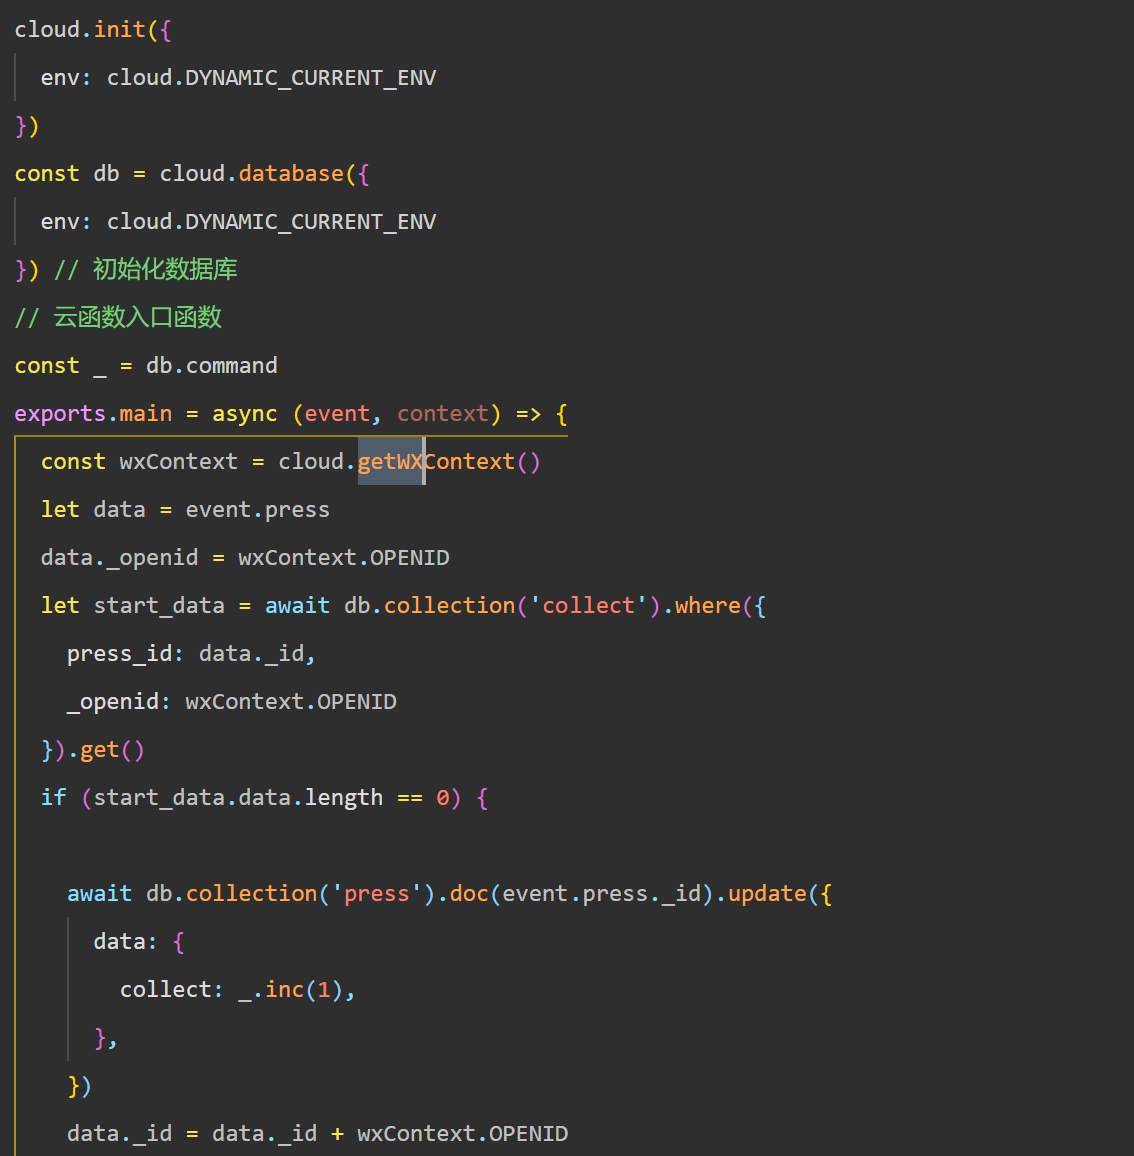 cloud.init({
env: cloud.DYNAMIC_CURRENT_ENV
})
const db = cloud.database({
env: cloud.DYNAMIC_CURRENT_ENV
}) // 初始化数据库
// 云函数入口函数
const _ = db.command
exports.main = async (event, context) => {
const wxContext = cloud.getWXContext()
let data = event.press
data._openid = wxContext.OPENID
let start_data = await db.collection('collect').where({
press_id: data._id,
_openid: wxContext.OPENID
}).get()
if (start_data.data.length == 0) {
await db.collection('press').doc(event.press._id).update({
data: {
collect: _.inc(1),
},
})
data._id = data._id + wxContext.OPENID